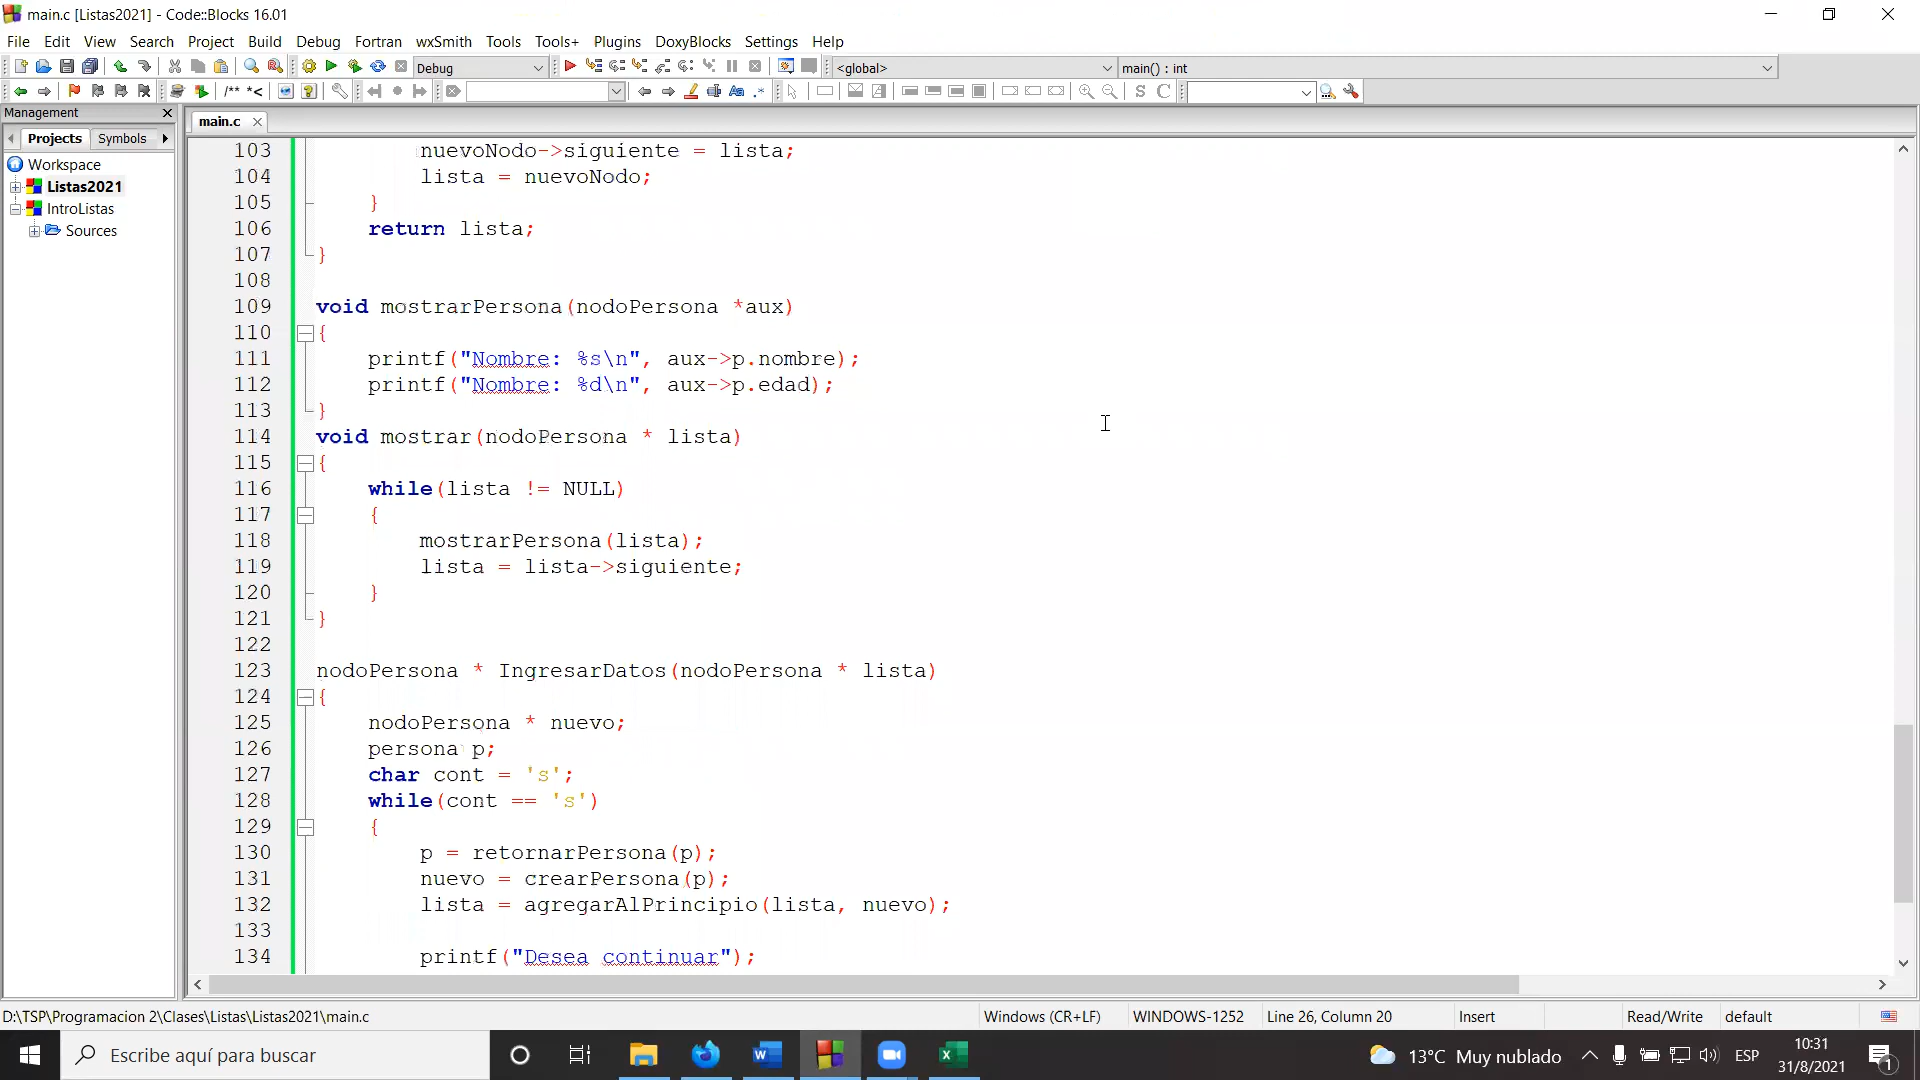 main.c [Listas2021] - Code::Blocks 16.01
File Edit View Search Project Build Debug Fortran wxSmith Tools Tools+ Plugins DoxyBlocks Settings Help
Debug <global> main() : int
/** *<
Management
Projects Symbols
main.c
Workspace
Listas2021
IntroListas
Sources
103 nuevoNodo->siguiente = lista;
104 lista = nuevoNodo;
105 }
106 return lista;
107 }
108
109 void mostrarPersona(nodoPersona *aux)
110 {
111 printf("Nombre: %s\n", aux->p.nombre);
112 printf("Nombre: %d\n", aux->p.edad);
113 }
114 void mostrar(nodoPersona * lista)
115 {
116 while(lista != NULL)
117 {
118 mostrarPersona(lista);
119 lista = lista->siguiente;
120 }
121 }
122
123 nodoPersona * IngresarDatos(nodoPersona * lista)
124 {
125 nodoPersona * nuevo;
126 persona p;
127 char cont = 's';
128 while(cont == 's')
129 {
130 p = retornarPersona(p);
131 nuevo = crearPersona(p);
132 lista = agregarAlPrincipio(lista, nuevo);
133
134 printf("Desea continuar");
D:\TSP\Programacion 2\Clases\Listas\Listas2021\main.c Windows (CR+LF) WINDOWS-1252 Line 26, Column 20 Insert Read/Write default
Escribe aquí para buscar
13°C Muy nublado ESP
10:31
31/8/2021
1